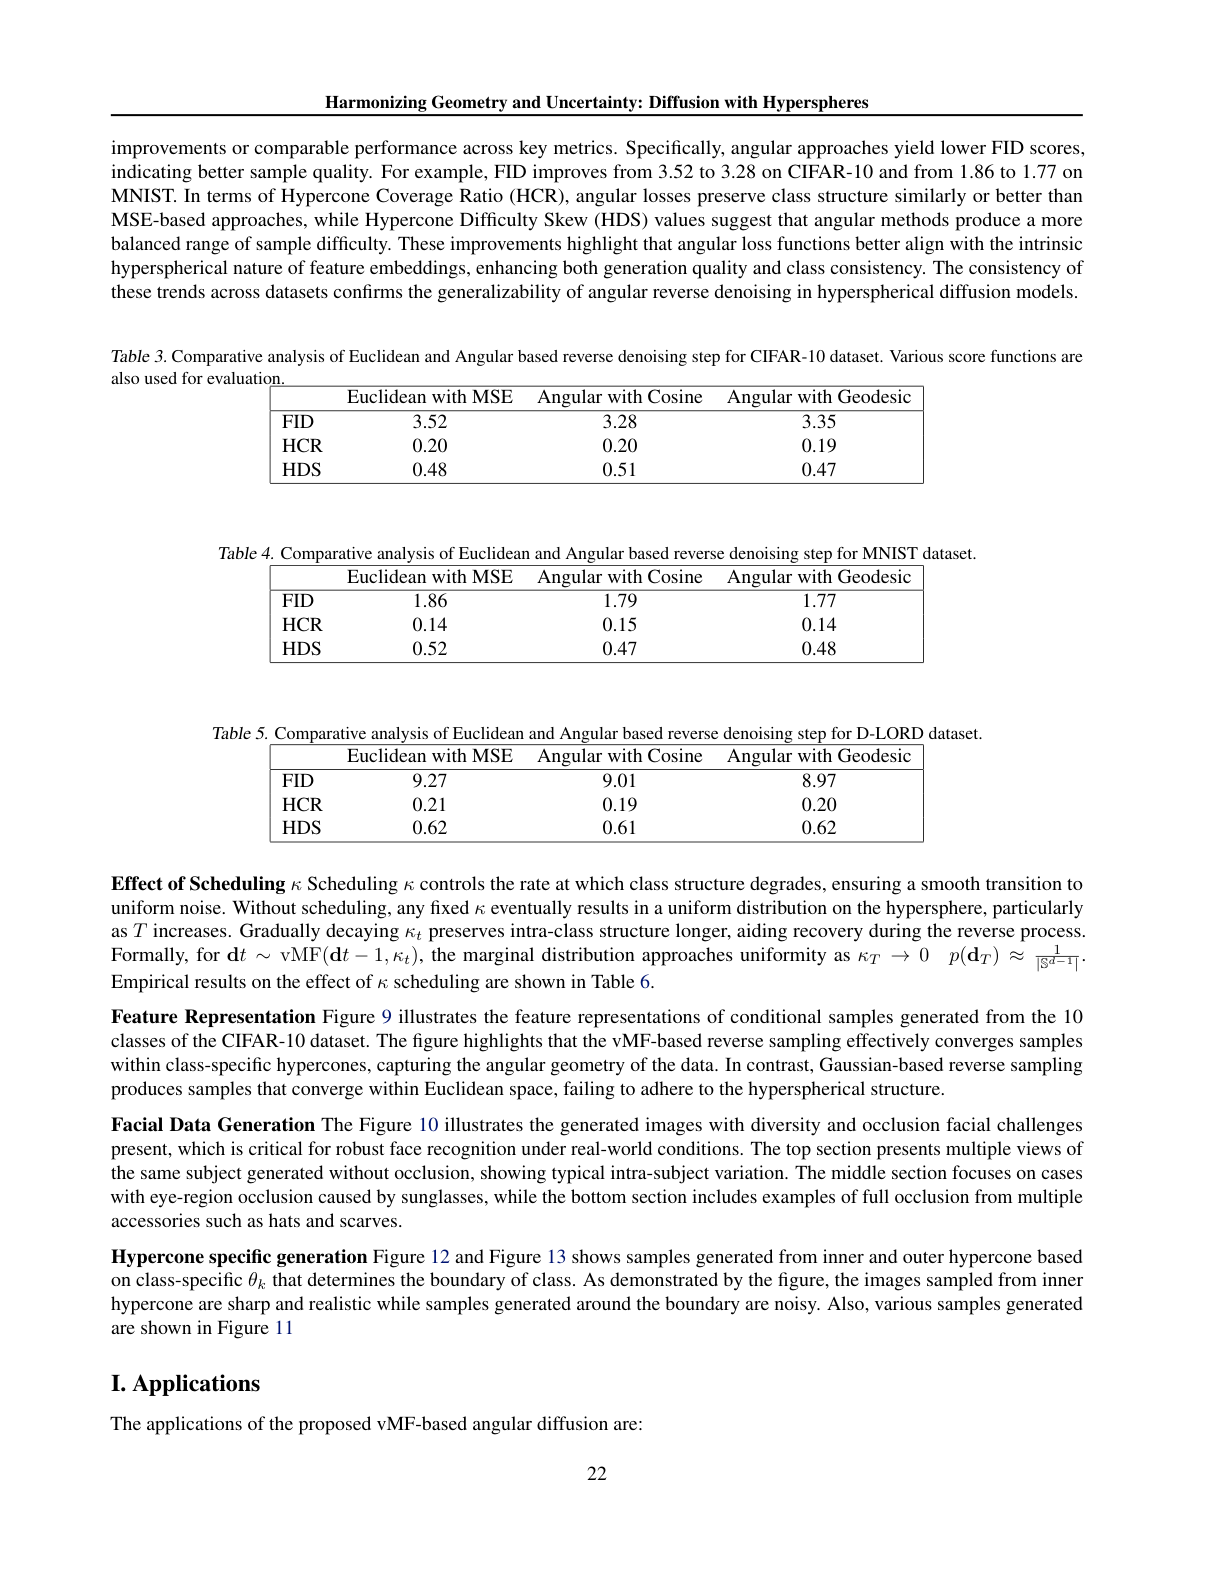 Harmonizing Geometry and Uncertainty: Diffusion with Hyperspheres
improvements or comparable performance across key metrics. Specifically, angular approaches yield lower FID scores,
indicating better sample quality. For example, FID improves from 3.52 to 3.28 on CIFAR-10 and from 1.86 to 1.77 on
MNIST. In terms of Hypercone Coverage Ratio (HCR), angular losses preserve class structure similarly or better than
MSE-based approaches, while Hypercone Difficulty Skew (HDS) values suggest that angular methods produce a more
balanced range of sample difficulty. These improvements highlight that angular loss functions better align with the intrinsic
hyperspherical nature of feature embeddings, enhancing both generation quality and class consistency. The consistency of
these trends across datasets confirms the generalizability of angular reverse denoising in hyperspherical diffusion models.
Table 3. Comparative analysis of Euclidean and Angular based reverse denoising step for CIFAR-10 dataset. Various score functions are
also used for evaluation.
Euclidean with MSE Angular with Cosine Angular with Geodesic
FID 3.52 3.28 3.35
HCR 0.20 0.20 0.19
HDS 0.48 0.51 0.47
Table 4. Comparative analysis of Euclidean and Angular based reverse denoising step for MNIST dataset.
Euclidean with MSE Angular with Cosine Angular with Geodesic
FID 1.86 1.79 1.77
HCR 0.14 0.15 0.14
HDS 0.52 0.47 0.48
Table 5. Comparative analysis of Euclidean and Angular based reverse denoising step for D-LORD dataset.
Euclidean with MSE Angular with Cosine Angular with Geodesic
FID 9.27 9.01 8.97
HCR 0.21 0.19 0.20
HDS 0.62 0.61 0.62
Effect of Scheduling κ Scheduling κ controls the rate at which class structure degrades, ensuring a smooth transition to
uniform noise. Without scheduling, any fixed κ eventually results in a uniform distribution on the hypersphere, particularly
as T increases. Gradually decaying κ_t preserves intra-class structure longer, aiding recovery during the reverse process.
Formally, for dt ∼ vMF(dt − 1, κ_t), the marginal distribution approaches uniformity as κ_T → 0 p(d_T) ≈ 1/|𝕊^{d−1}|.
Empirical results on the effect of κ scheduling are shown in Table 6.
Feature Representation Figure 9 illustrates the feature representations of conditional samples generated from the 10
classes of the CIFAR-10 dataset. The figure highlights that the vMF-based reverse sampling effectively converges samples
within class-specific hypercones, capturing the angular geometry of the data. In contrast, Gaussian-based reverse sampling
produces samples that converge within Euclidean space, failing to adhere to the hyperspherical structure.
Facial Data Generation The Figure 10 illustrates the generated images with diversity and occlusion facial challenges
present, which is critical for robust face recognition under real-world conditions. The top section presents multiple views of
the same subject generated without occlusion, showing typical intra-subject variation. The middle section focuses on cases
with eye-region occlusion caused by sunglasses, while the bottom section includes examples of full occlusion from multiple
accessories such as hats and scarves.
Hypercone specific generation Figure 12 and Figure 13 shows samples generated from inner and outer hypercone based
on class-specific θ_k that determines the boundary of class. As demonstrated by the figure, the images sampled from inner
hypercone are sharp and realistic while samples generated around the boundary are noisy. Also, various samples generated
are shown in Figure 11
I. Applications
The applications of the proposed vMF-based angular diffusion are:
22